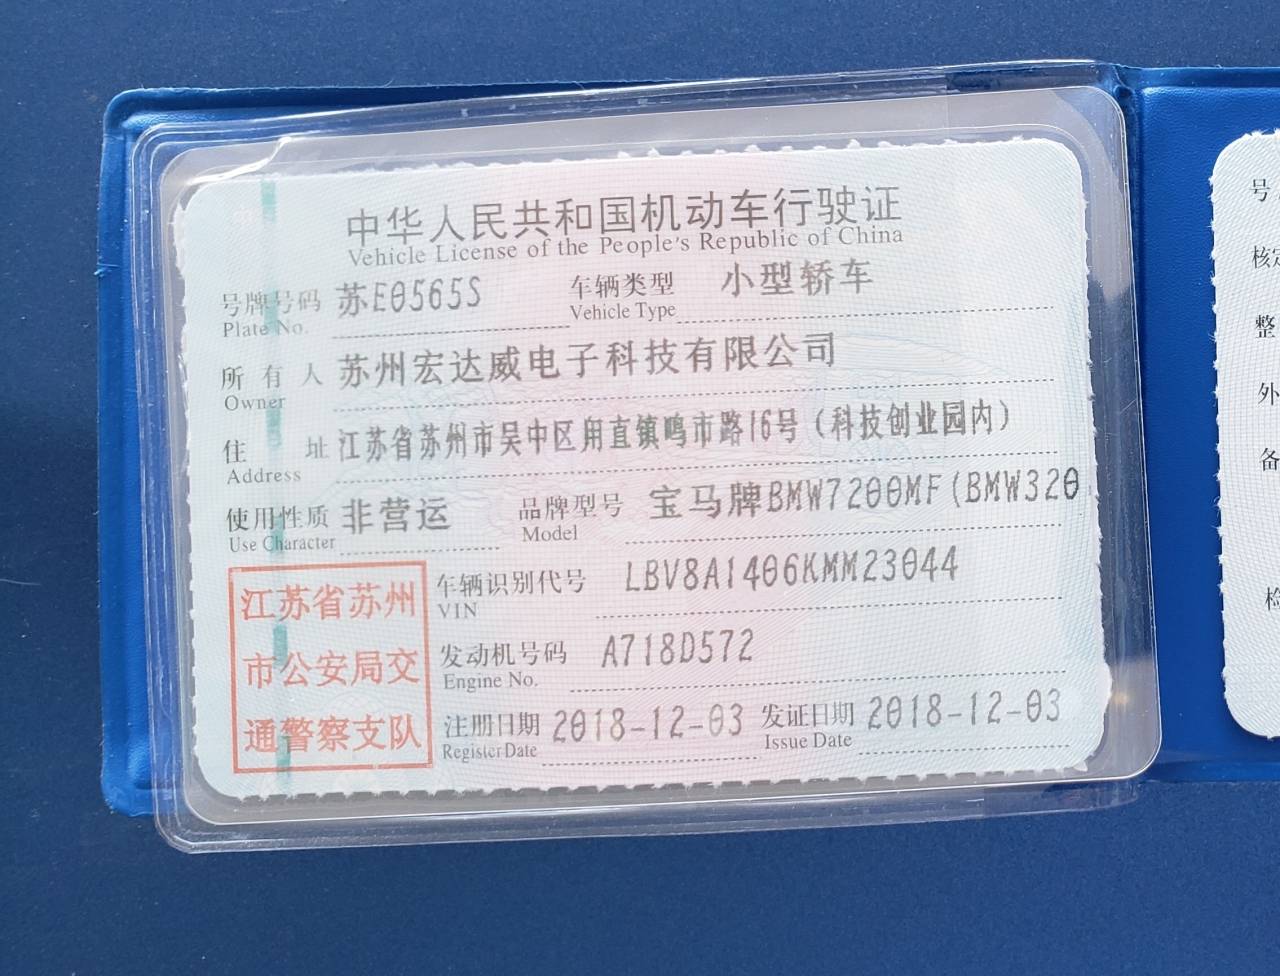 中华人民共和国机动车行驶证
Vehicle License of the People's Republic of China
号牌号码 苏E0565S 车辆类型 小型轿车
Plate No. Vehicle Type
所有人 苏州宏达威电子科技有限公司
Owner
住址 江苏省苏州市吴中区甪直镇鸣市路16号(科技创业园内)
Address
使用性质 非营运 品牌型号 宝马牌BMW7200MF(BMW320
Use Character Model
江苏省苏州
市公安局交
通警察支队
车辆识别代号 LBV8A1406KMM23044
VIN
发动机号码 A718D572
Engine No.
注册日期 2018-12-03 发证日期 2018-12-03
Register Date Issue Date
号
核定
整
外
备
检